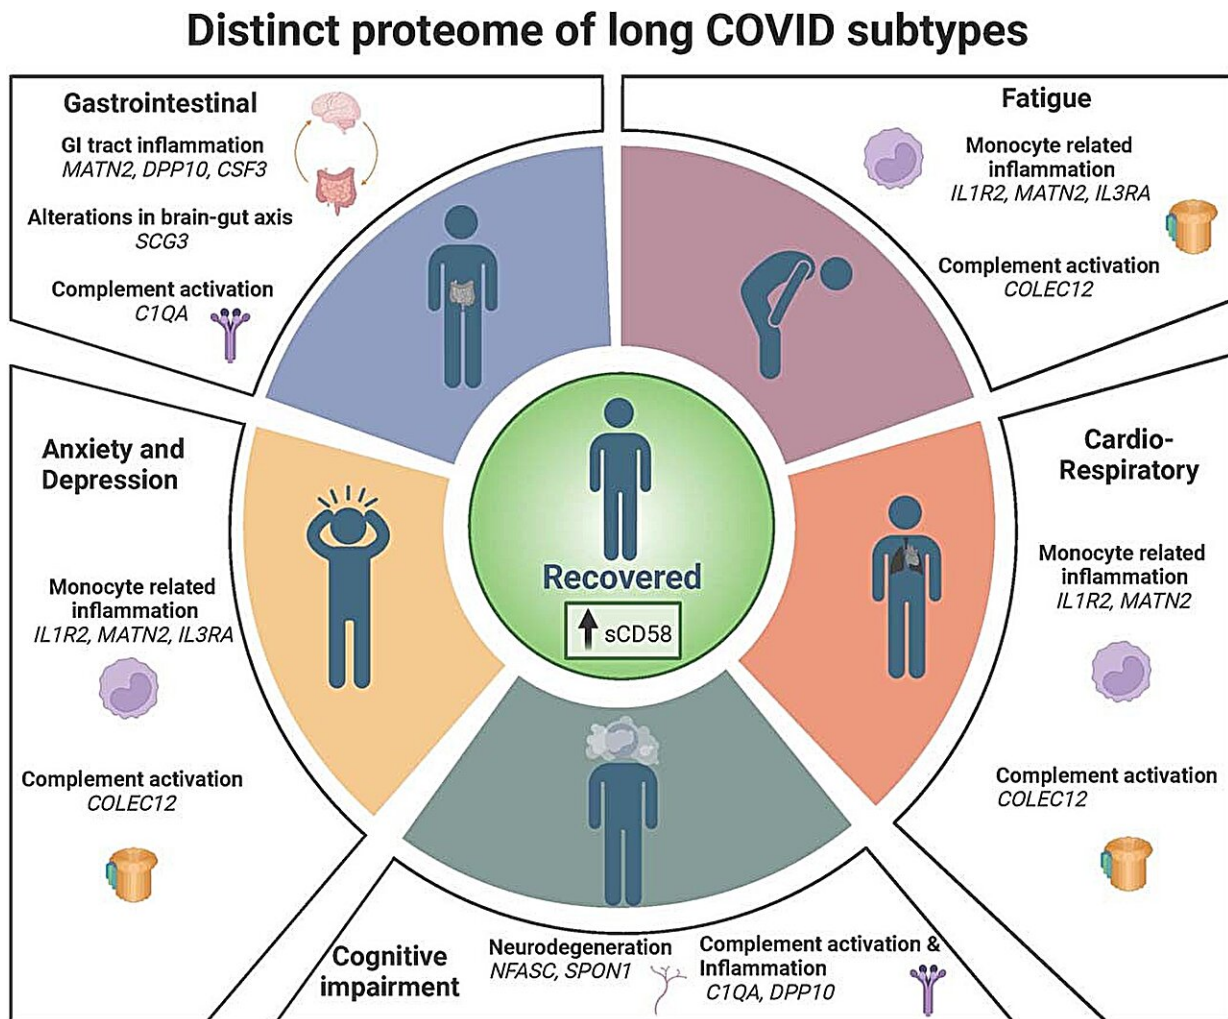 Distinct proteome of long COVID subtypes
Gastrointestinal
GI tract inflammation
MATN2, DPP10, CSF3
Alterations in brain-gut axis
SCG3
Complement activation
C1QA
Fatigue
Monocyte related
inflammation
IL1R2, MATN2, IL3RA
Complement activation
COLEC12
Anxiety and
Depression
Monocyte related
inflammation
IL1R2, MATN2, IL3RA
Complement activation
COLEC12
Recovered
sCD58
Cardio-
Respiratory
Monocyte related
inflammation
IL1R2, MATN2
Complement activation
COLEC12
Cognitive
impairment
Neurodegeneration
NFASC, SPON1
Complement activation &
Inflammation
C1QA, DPP10